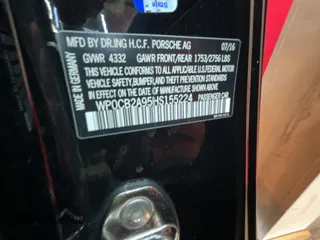 State
MFD BY DR.ING H.C.F. PORSCHE AG 07/16
GVWR 4332 GAWR FRONT/REAR 1753/2756 LBS
THIS VEHICLE CONFORMS TO ALL APPLICABLE
VEHICLE SAFETY, BUMPER, AND THEFT PREVENTION
STANDARDS IN EFFECT ON THE DATE OF
MANUFACTURE SHOWN ABOVE.
WP0CB2A95HS155224 PASSENGER CAR
MADE IN GERMANY